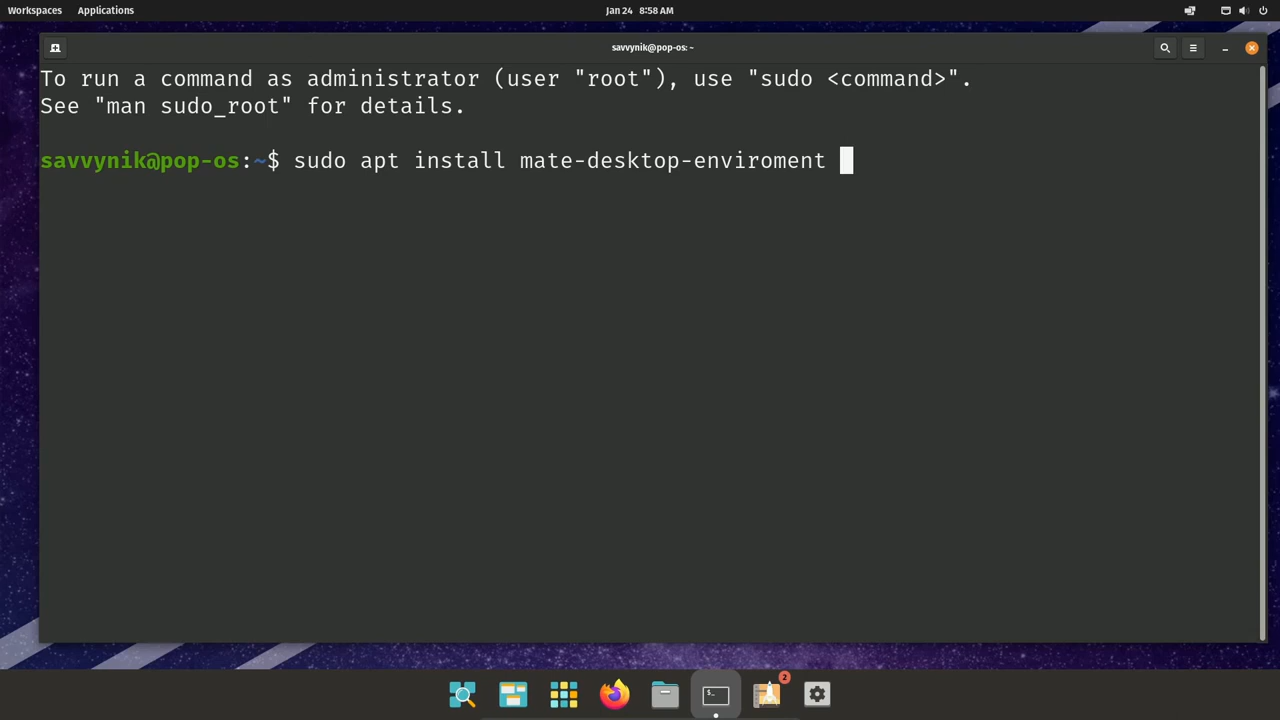 Workspaces Applications Jan 24 8:58 AM
savvynik@pop-os: ~
To run a command as administrator (user "root"), use "sudo <command>".
See "man sudo_root" for details.
savvynik@pop-os:~$ sudo apt install mate-desktop-enviroment
$_
2